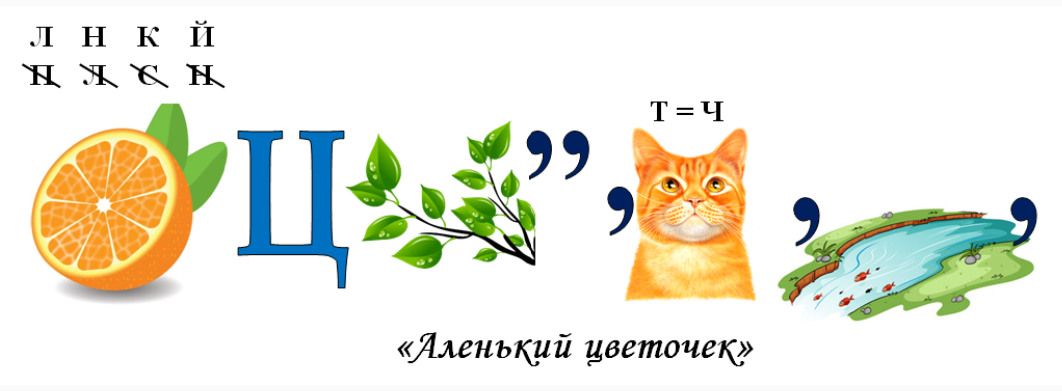 Л Н К Й
П Л С Н
Т = Ч
Ц ,, , , ,
«Аленький цветочек»